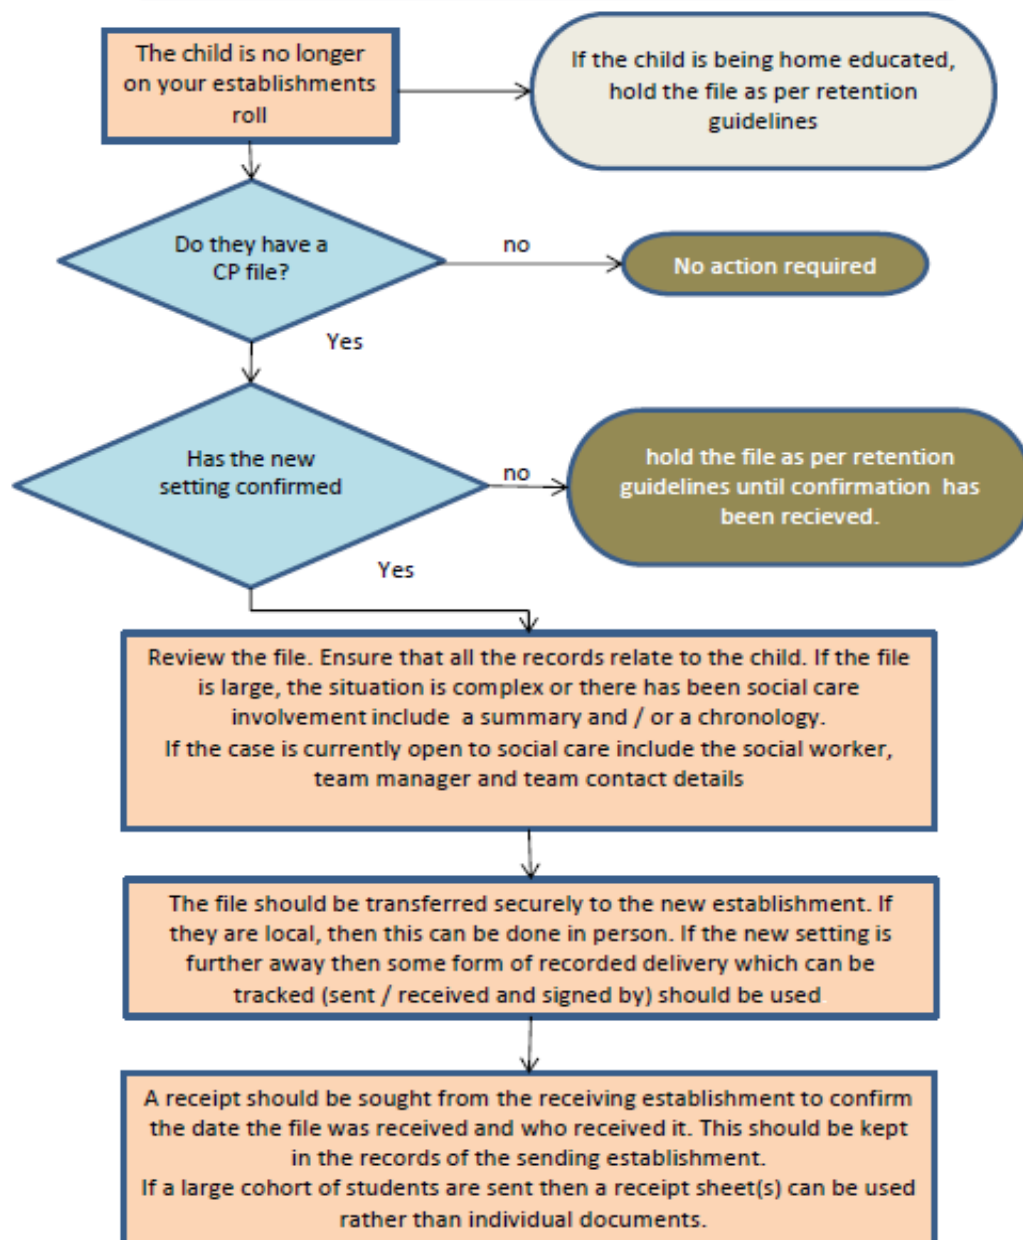 The child is no longer
on your establishments
roll
If the child is being home educated,
hold the file as per retention
guidelines
Do they have a
CP file?
no
No action required
Yes
Has the new
setting confirmed
no
hold the file as per retention
guidelines until confirmation has
been recieved.
Yes
Review the file. Ensure that all the records relate to the child. If the file
is large, the situation is complex or there has been social care
involvement include a summary and / or a chronology.
If the case is currently open to social care include the social worker,
team manager and team contact details
The file should be transferred securely to the new establishment. If
they are local, then this can be done in person. If the new setting is
further away then some form of recorded delivery which can be
tracked (sent / received and signed by) should be used
A receipt should be sought from the receiving establishment to confirm
the date the file was received and who received it. This should be kept
in the records of the sending establishment.
If a large cohort of students are sent then a receipt sheet(s) can be used
rather than individual documents.